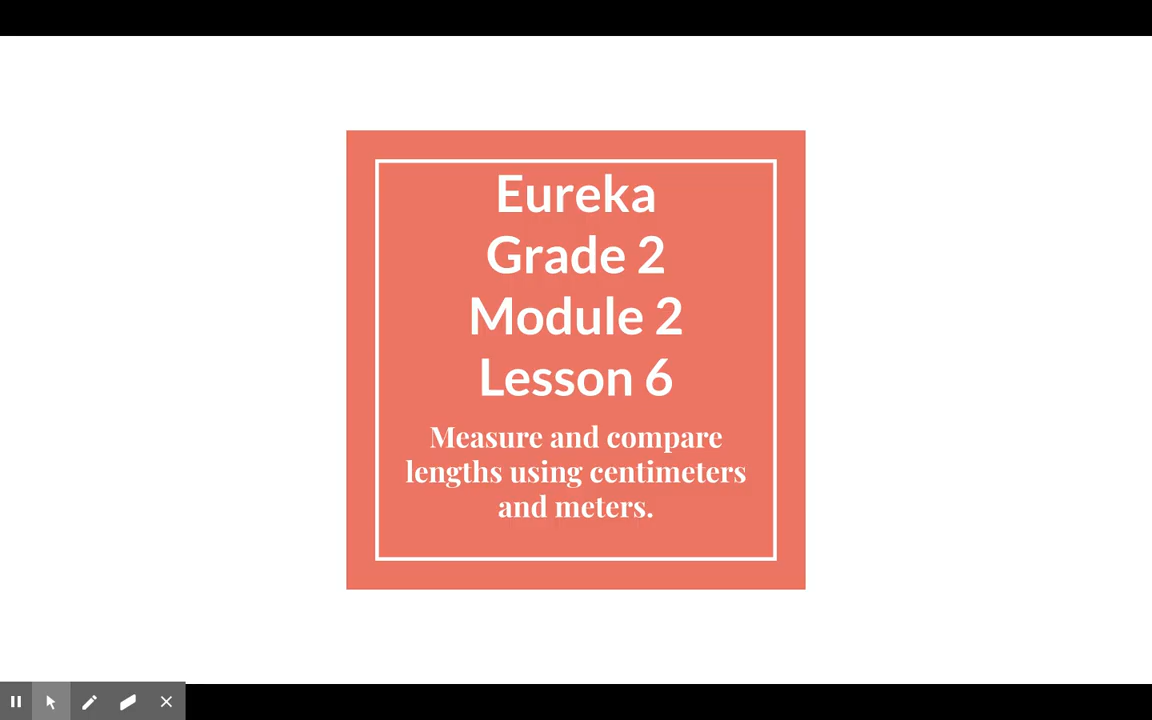 Eureka
Grade 2
Module 2
Lesson 6
Measure and compare
lengths using centimeters
and meters.